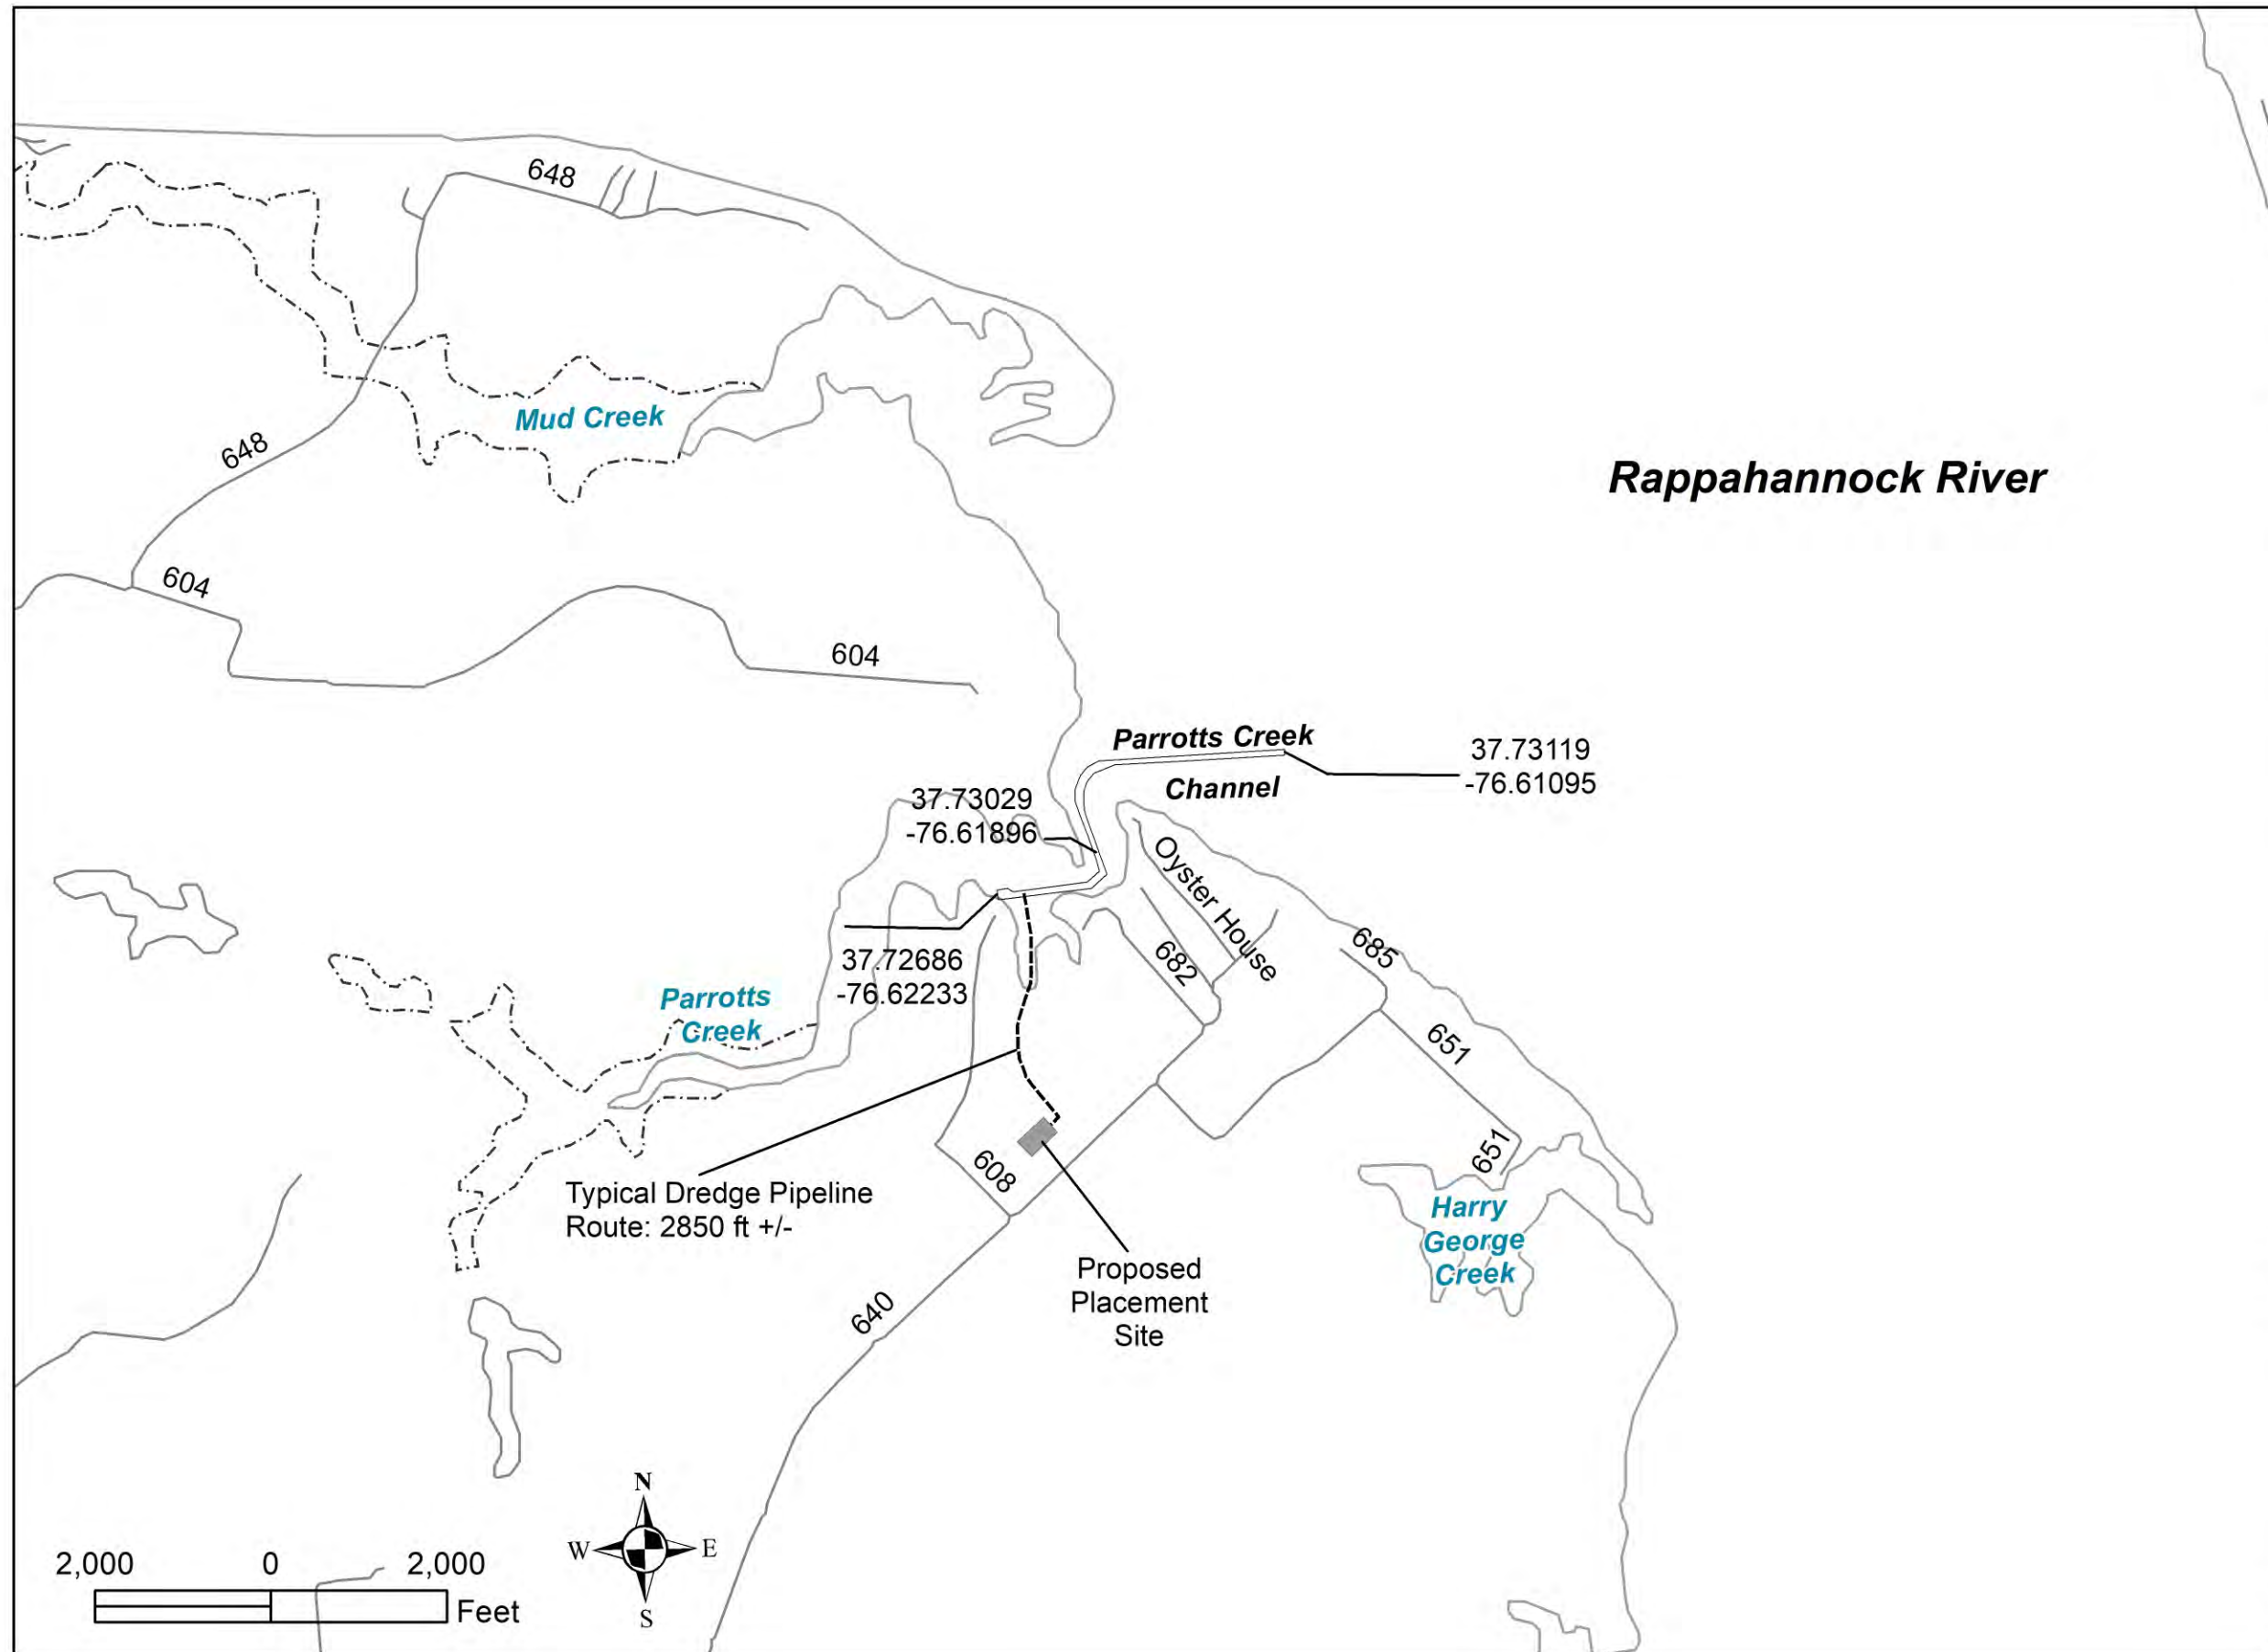 648
Mud Creek
648
Rappahannock River
604
604
Parrotts Creek
Channel
37.73119
-76.61095
37.73029
-76.61896
Oyster House
685
682
37.72686
-76.62233
Parrotts
Creek
651
651
608
Typical Dredge Pipeline
Route: 2850 ft +/-
Harry
George
Creek
Proposed
Placement
Site
640
N
W
E
S
2,000 0 2,000
Feet